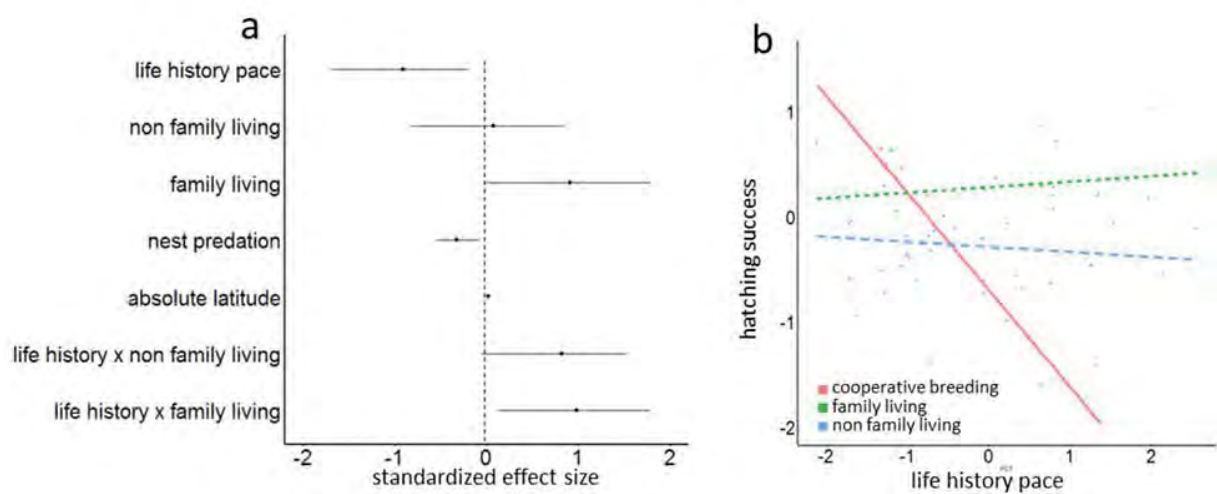 a
life history pace
non family living
family living
nest predation
absolute latitude
life history x non family living
life history x family living
-2 -1 0 1 2
standardized effect size
b
hatching success
1
0
-1
-2
cooperative breeding
family living
non family living
-2 -1 0 1 2
life history pace